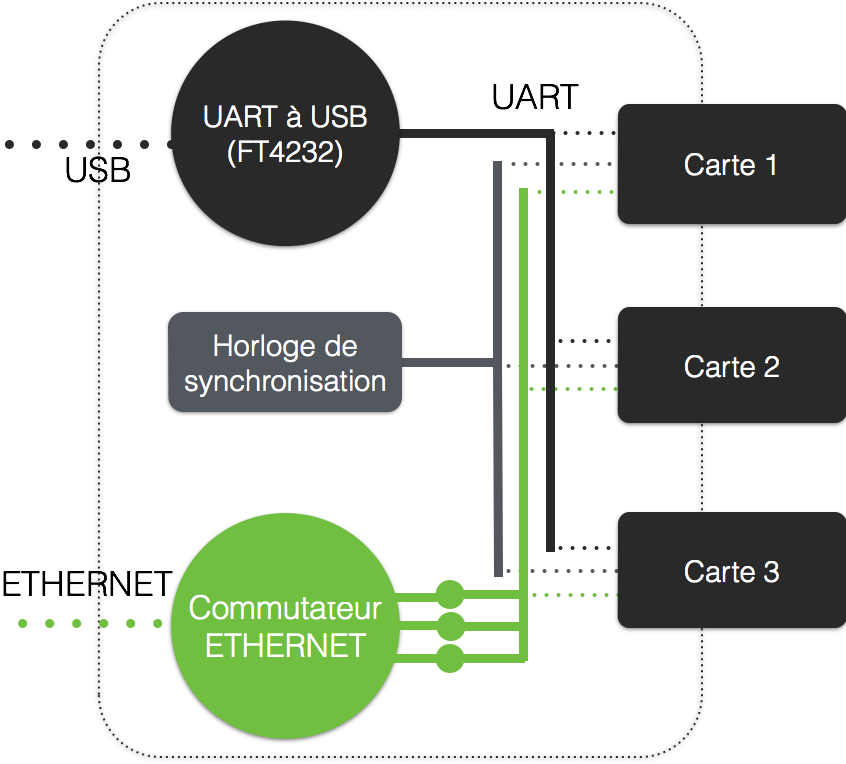 UART à USB
(FT4232)
UART
USB
Carte 1
Horloge de
synchronisation
Carte 2
ETHERNET
Commutateur
ETHERNET
Carte 3